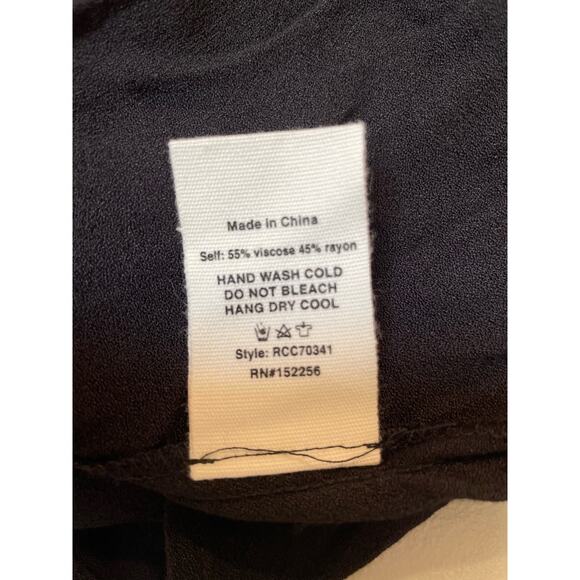 Made in China
Self: 55% viscose 45% rayon
HAND WASH COLD
DO NOT BLEACH
HANG DRY COOL
Style: RCC70341
RN#152256